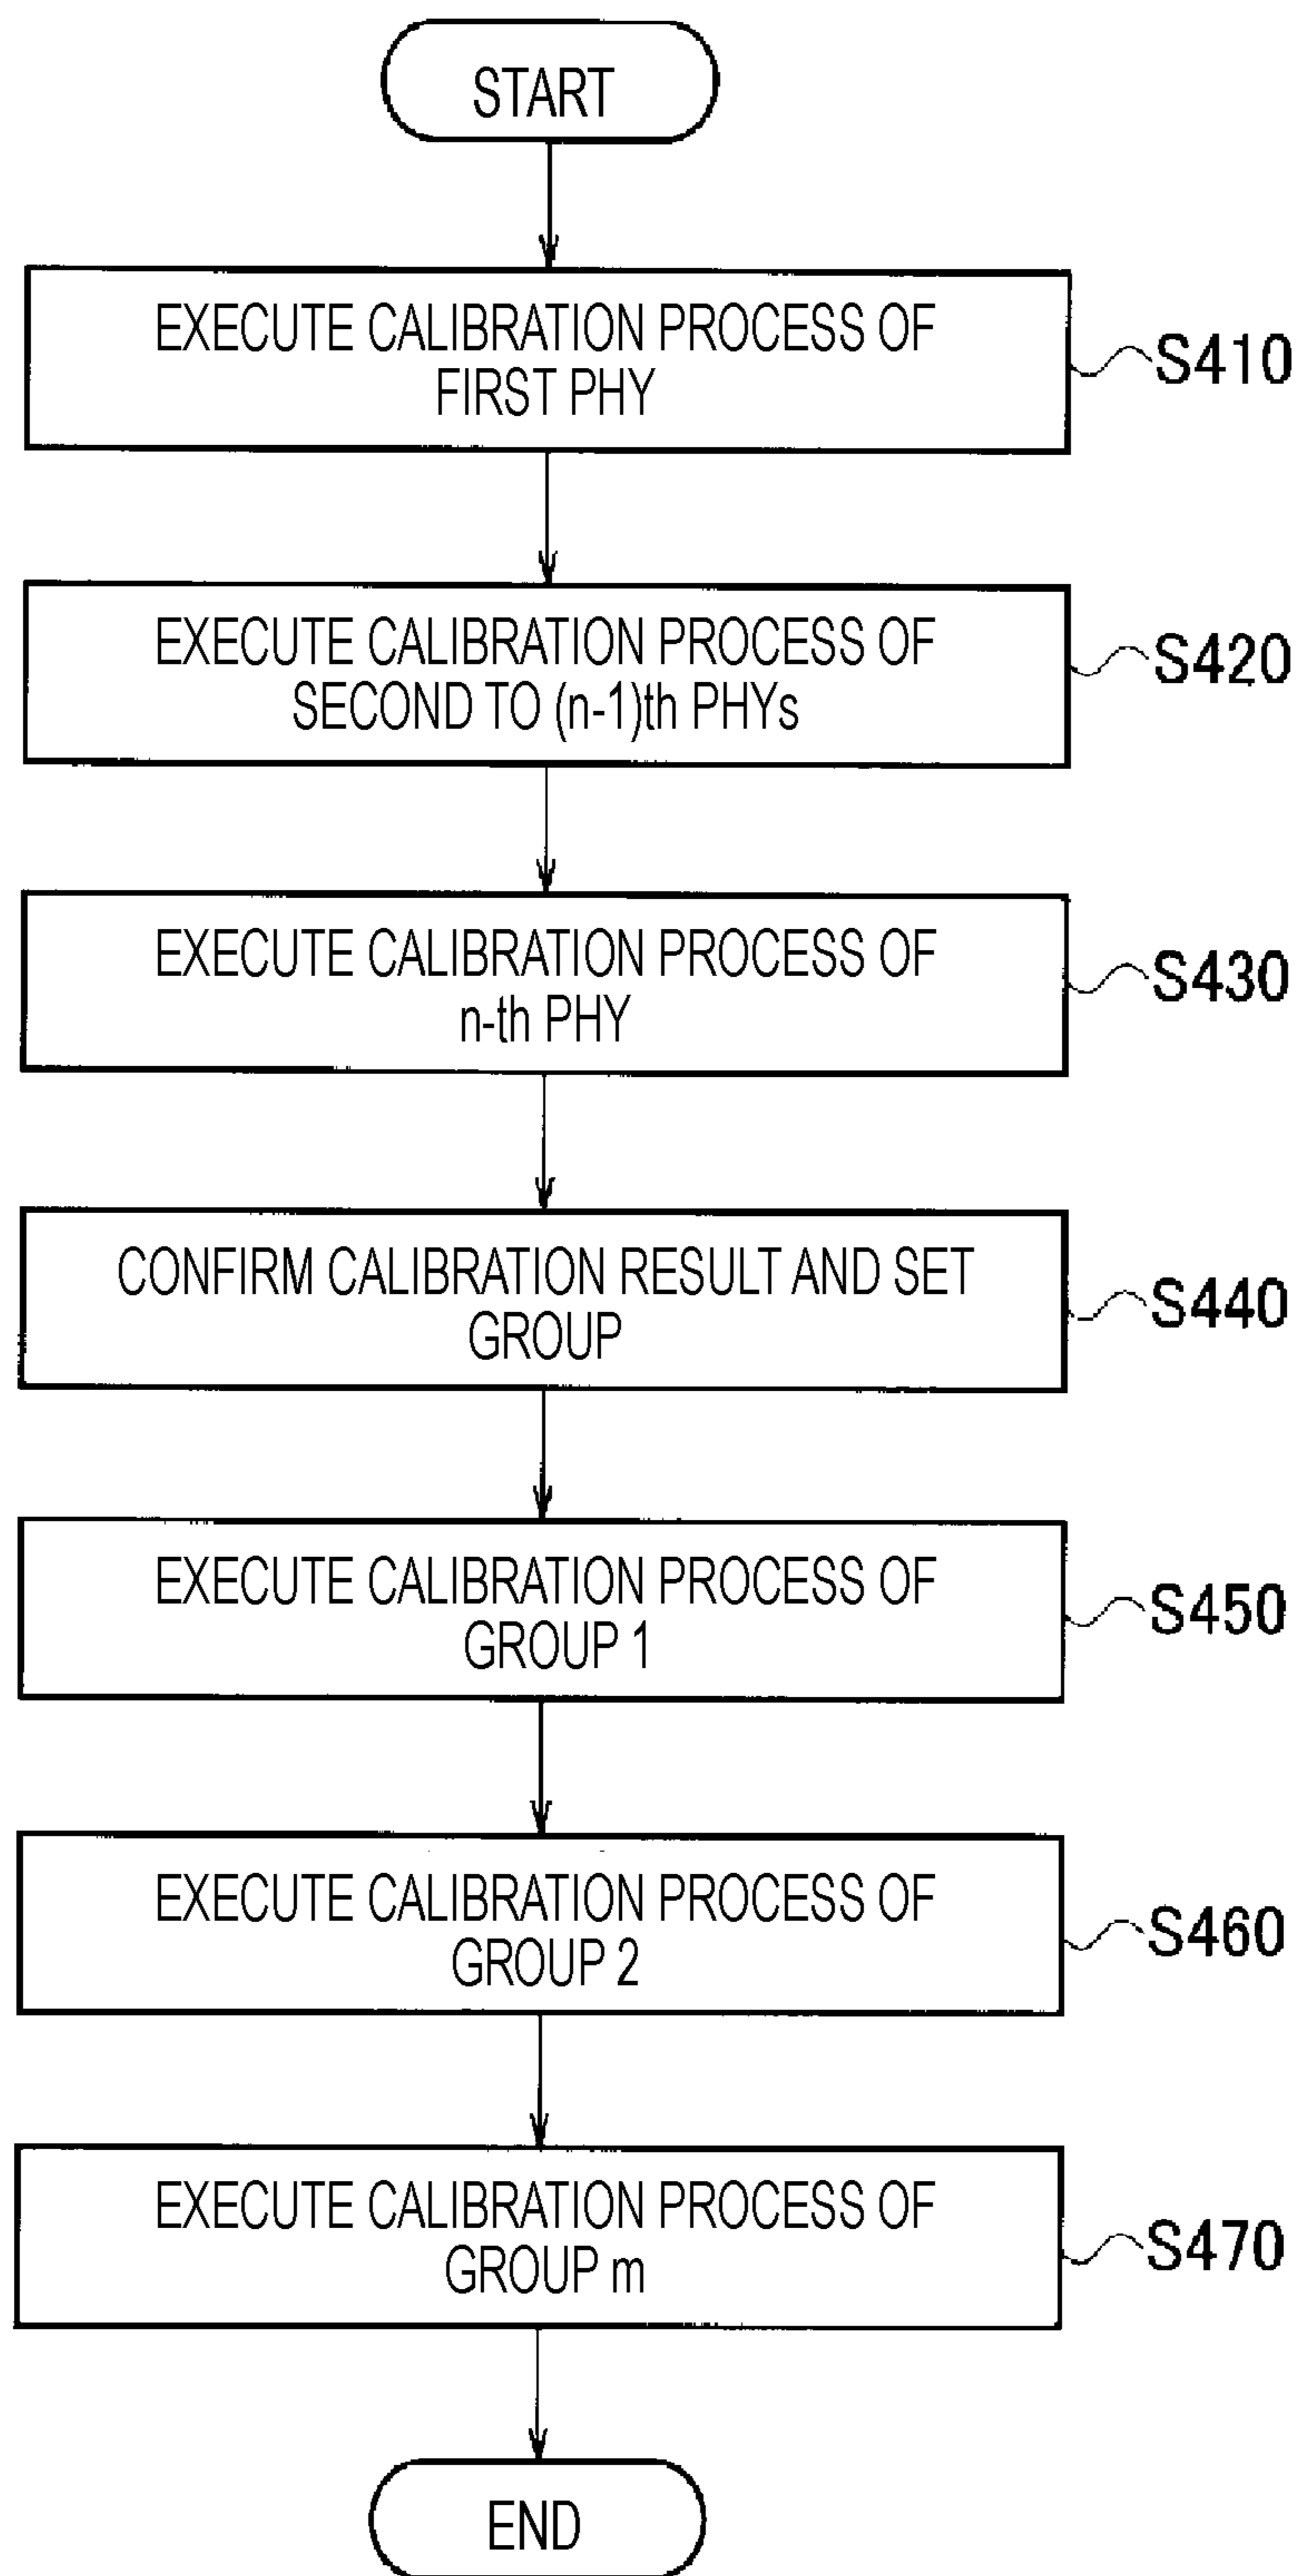 START
EXECUTE CALIBRATION PROCESS OF
FIRST PHY
S410
EXECUTE CALIBRATION PROCESS OF
SECOND TO (n-1)th PHYs
S420
EXECUTE CALIBRATION PROCESS OF
n-th PHY
S430
CONFIRM CALIBRATION RESULT AND SET
GROUP
S440
EXECUTE CALIBRATION PROCESS OF
GROUP 1
S450
EXECUTE CALIBRATION PROCESS OF
GROUP 2
S460
EXECUTE CALIBRATION PROCESS OF
GROUP m
S470
END